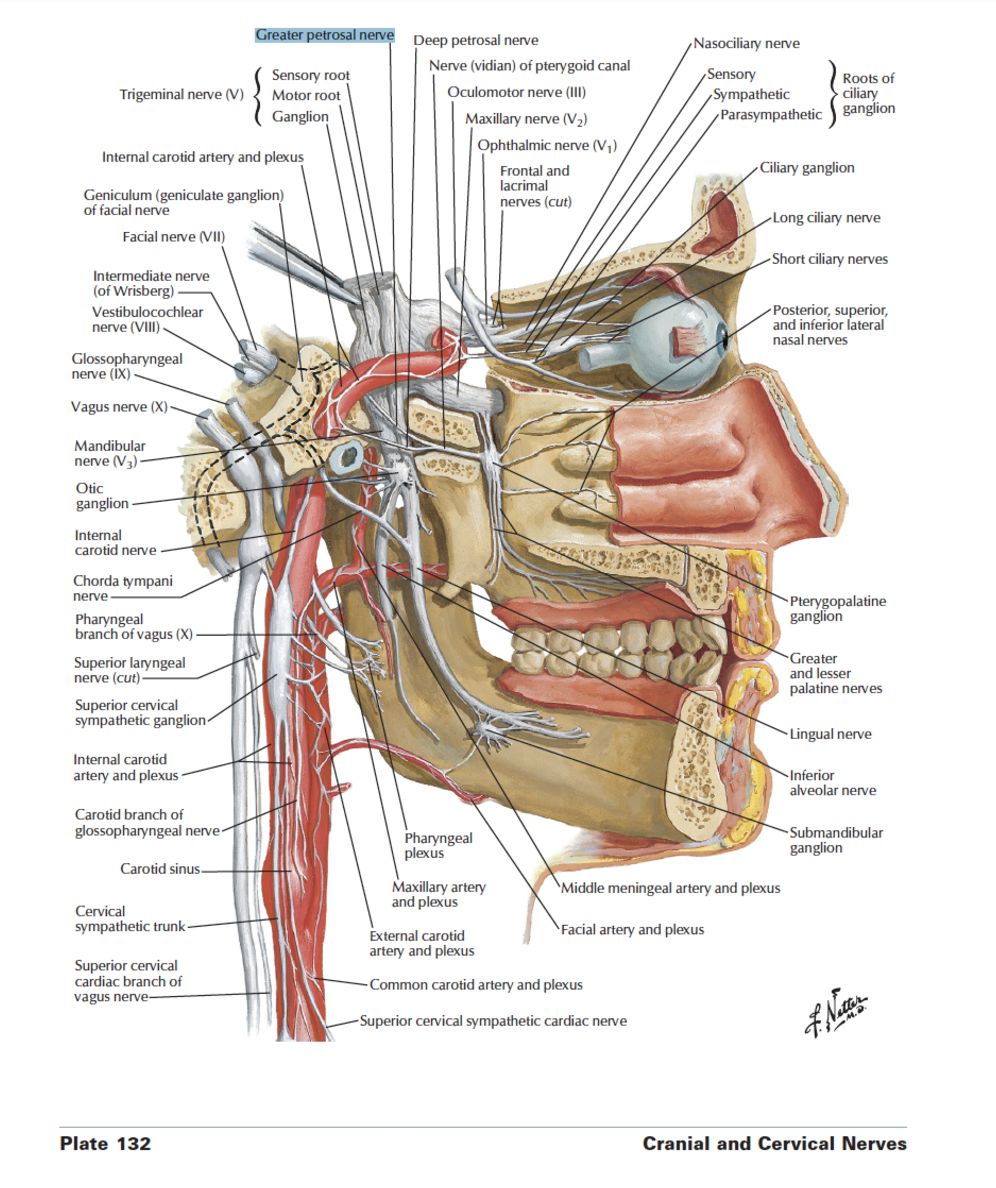 Greater petrosal nerve
Deep petrosal nerve
Nerve (vidian) of pterygoid canal
Oculomotor nerve (III)
Maxillary nerve (V2)
Ophthalmic nerve (V1)
Frontal and
lacrimal
nerves (cut)
Nasociliary nerve
Sensory
Sympathetic
Parasympathetic
Roots of
ciliary
ganglion
Trigeminal nerve (V)
Sensory root
Motor root
Ganglion
Internal carotid artery and plexus
Geniculum (geniculate ganglion)
of facial nerve
Facial nerve (VII)
Intermediate nerve
(of Wrisberg)
Vestibulocochlear
nerve (VIII)
Glossopharyngeal
nerve (IX)
Vagus nerve (X)
Mandibular
nerve (V3)
Otic
ganglion
Internal
carotid nerve
Chorda tympani
nerve
Pharyngeal
branch of vagus (X)
Superior laryngeal
nerve (cut)
Superior cervical
sympathetic ganglion
Internal carotid
artery and plexus
Carotid branch of
glossopharyngeal nerve
Carotid sinus
Cervical
sympathetic trunk
Superior cervical
cardiac branch of
vagus nerve
Ciliary ganglion
Long ciliary nerve
Short ciliary nerves
Posterior, superior,
and inferior lateral
nasal nerves
Pterygopalatine
ganglion
Greater
and lesser
palatine nerves
Lingual nerve
Inferior
alveolar nerve
Submandibular
ganglion
Pharyngeal
plexus
Maxillary artery
and plexus
External carotid
artery and plexus
Middle meningeal artery and plexus
Facial artery and plexus
Common carotid artery and plexus
Superior cervical sympathetic cardiac nerve
F. Netter
M.D.
Plate 132
Cranial and Cervical Nerves